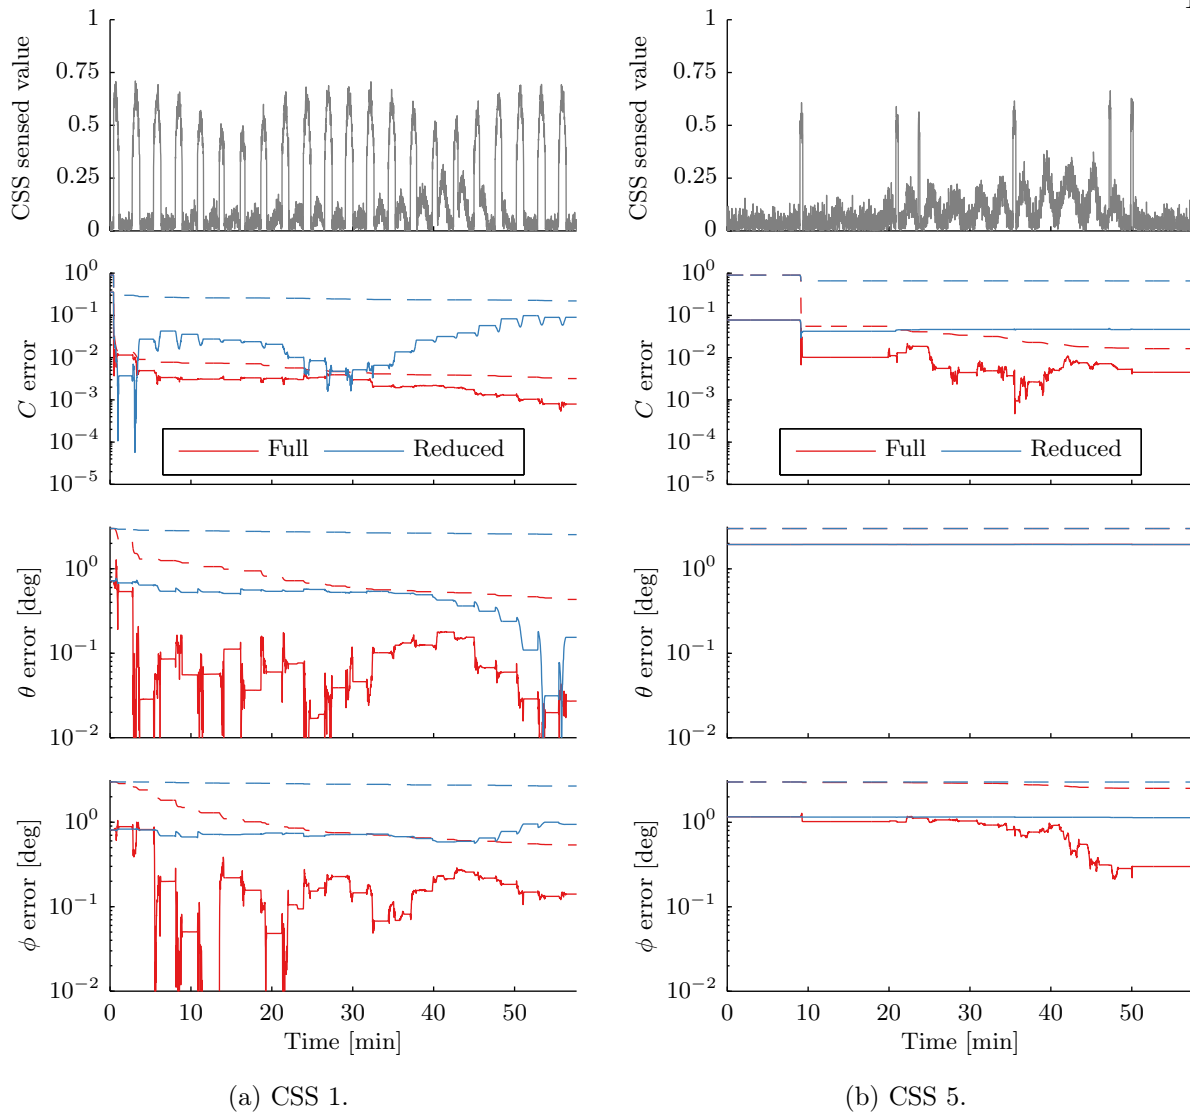 1
CSS sensed value
1
0.75
0.5
0.25
0
C error
10^0
10^-1
10^-2
10^-3
10^-4
10^-5
Full Reduced
θ error [deg]
10^0
10^-1
10^-2
ϕ error [deg]
10^0
10^-1
10^-2
0 10 20 30 40 50
Time [min]
(a) CSS 1.
CSS sensed value
1
0.75
0.5
0.25
0
C error
10^0
10^-1
10^-2
10^-3
10^-4
10^-5
Full Reduced
θ error [deg]
10^0
10^-1
10^-2
ϕ error [deg]
10^0
10^-1
10^-2
0 10 20 30 40 50
Time [min]
(b) CSS 5.